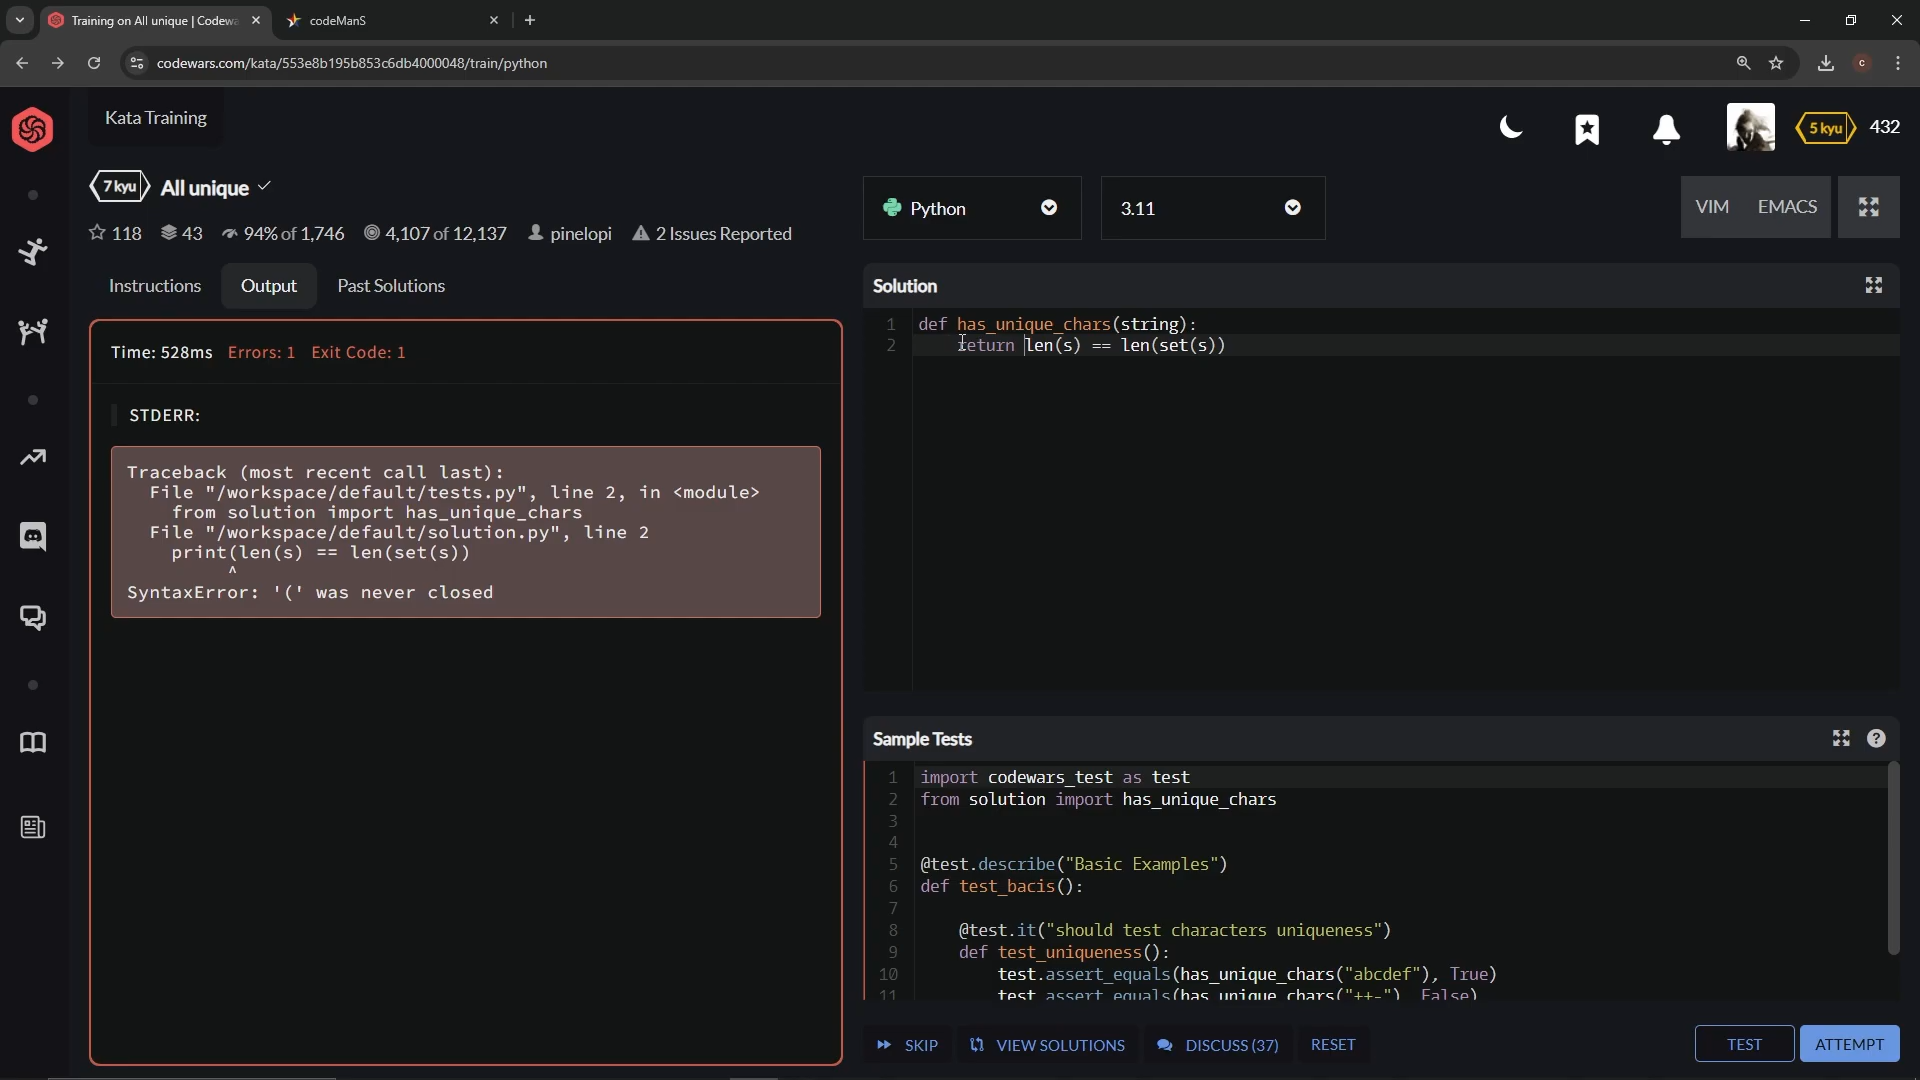 Training on All unique | Codewa
codeManS
codewars.com/kata/553e8b195b853c6db4000048/train/python
c
Kata Training
5 kyu
432
7 kyu
All unique
118
43
94% of 1,746
4,107 of 12,137
pinelopi
2 Issues Reported
Python
3.11
VIM
EMACS
Instructions
Output
Past Solutions
Time: 528ms Errors: 1 Exit Code: 1
STDERR:
Traceback (most recent call last):
File "/workspace/default/tests.py", line 2, in <module>
from solution import has_unique_chars
File "/workspace/default/solution.py", line 2
print(len(s) == len(set(s))
^
SyntaxError: '(' was never closed
Solution
1 def has_unique_chars(string):
2 return len(s) == len(set(s))
Sample Tests
?
1 import codewars_test as test
2 from solution import has_unique_chars
3
4
5 @test.describe("Basic Examples")
6 def test_bacis():
7
8 @test.it("should test characters uniqueness")
9 def test_uniqueness():
10 test.assert_equals(has_unique_chars("abcdef"), True)
11 test.assert_equals(has_unique_chars("++-"), False)
SKIP
VIEW SOLUTIONS
DISCUSS (37)
RESET
TEST
ATTEMPT